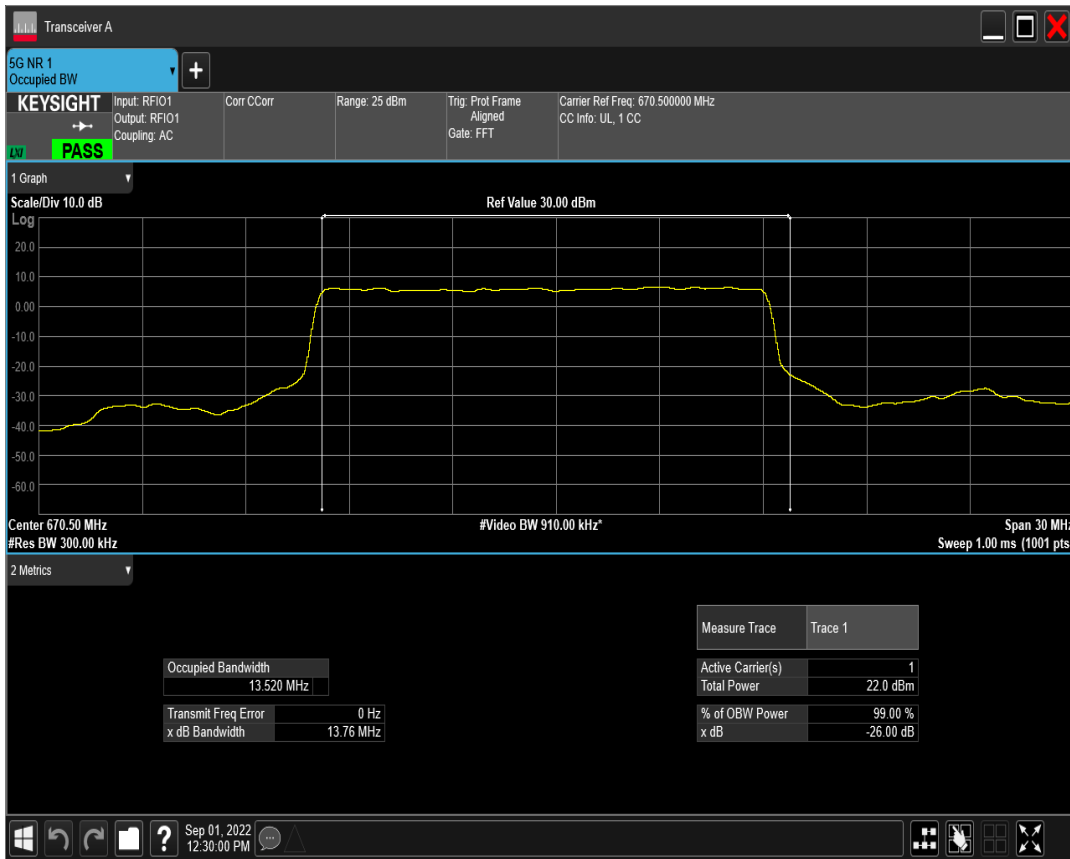 Transceiver A
5G NR 1
Occupied BW
KEYSIGHT
LXI
PASS
Input: RFIO1
Output: RFIO1
Coupling: AC
Corr CCorr
Range: 25 dBm
Trig: Prot Frame
Aligned
Gate: FFT
Carrier Ref Freq: 670.500000 MHz
CC Info: UL, 1 CC
1 Graph
Scale/Div 10.0 dB
Ref Value 30.00 dBm
Log
20.0
10.0
0.00
-10.0
-20.0
-30.0
-40.0
-50.0
-60.0
Center 670.50 MHz
#Video BW 910.00 kHz*
Span 30 MHz
#Res BW 300.00 kHz
Sweep 1.00 ms (1001 pts
2 Metrics
Measure Trace Trace 1
Occupied Bandwidth
13.520 MHz
Active Carrier(s) 1
Total Power 22.0 dBm
Transmit Freq Error 0 Hz
x dB Bandwidth 13.76 MHz
% of OBW Power 99.00 %
x dB -26.00 dB
?
Sep 01, 2022
12:30:00 PM